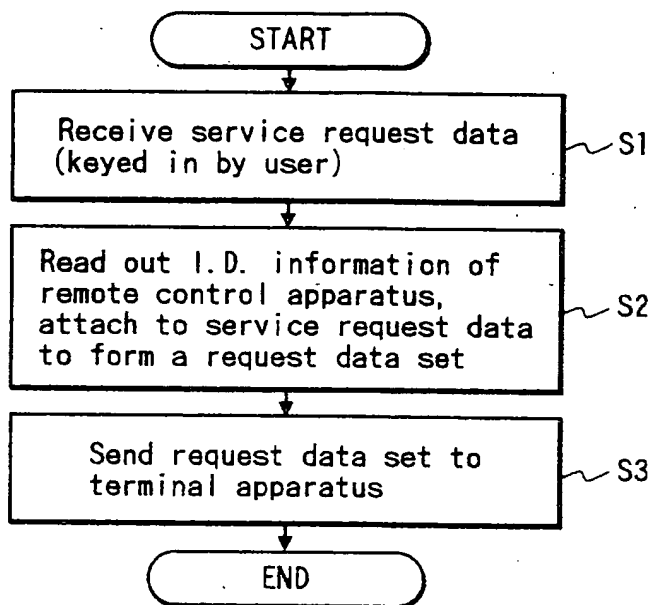 START
Receive service request data
(keyed in by user)
S1
Read out I.D. information of
remote control apparatus,
attach to service request data
to form a request data set
S2
Send request data set to
terminal apparatus
S3
END